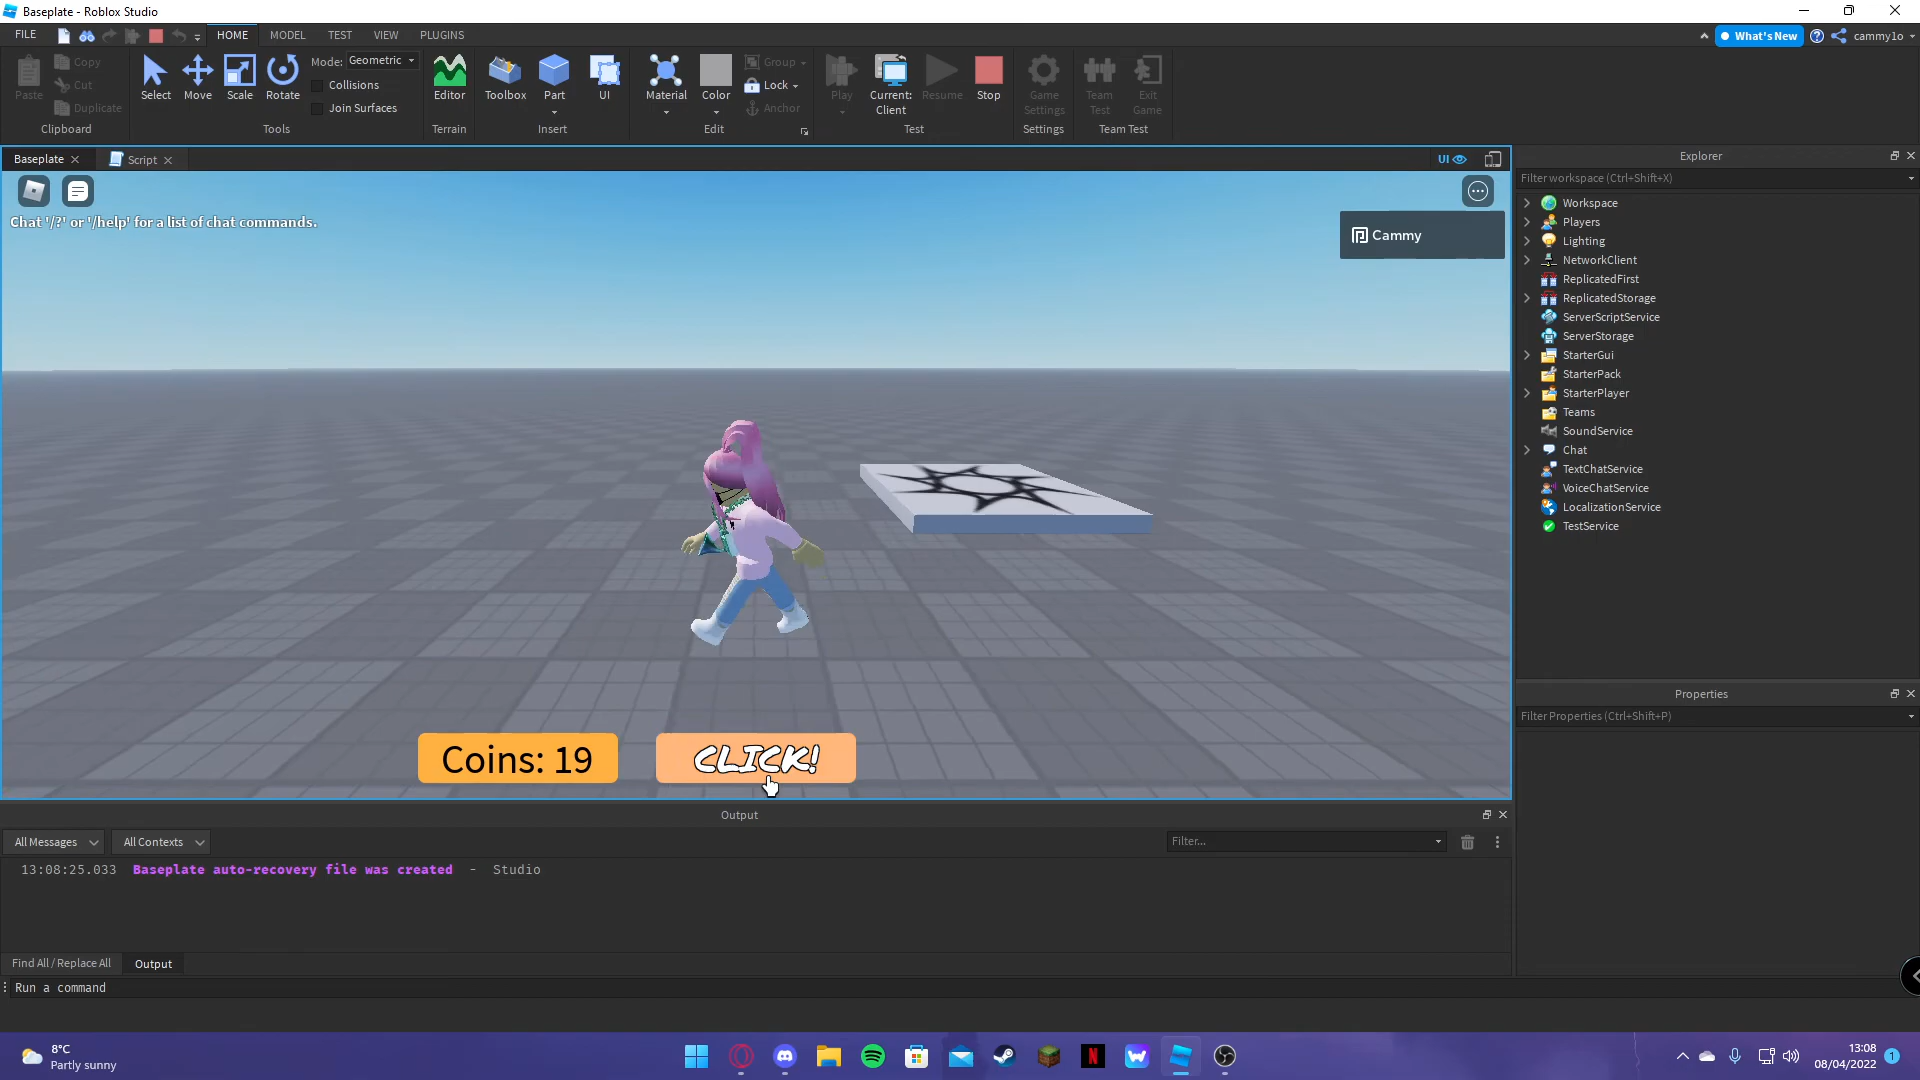 Baseplate - Roblox Studio
FILE HOME MODEL TEST VIEW PLUGINS What's New cammy1o
Paste Copy Cut Duplicate
Clipboard
Select Move Scale Rotate Mode: Geometric
Collisions
Join Surfaces
Tools
Editor
Terrain
Toolbox Part UI
Insert
Material Color Group Lock Anchor
Edit
Play Current: Client Resume Stop
Test
Game Settings
Settings
Team Test Exit Game
Team Test
Baseplate Script UI
Chat '/?' or '/help' for a list of chat commands.
Cammy
Coins: 19
CLICK!
Explorer
Filter workspace (Ctrl+Shift+X)
Workspace
Players
Lighting
NetworkClient
ReplicatedFirst
ReplicatedStorage
ServerScriptService
ServerStorage
StarterGui
StarterPack
StarterPlayer
Teams
SoundService
Chat
TextChatService
VoiceChatService
LocalizationService
TestService
Properties
Filter Properties (Ctrl+Shift+P)
Output
All Messages All Contexts Filter...
13:08:25.033 Baseplate auto-recovery file was created - Studio
Find All / Replace All Output
Run a command
8°C
Partly sunny
13:08
08/04/2022
1